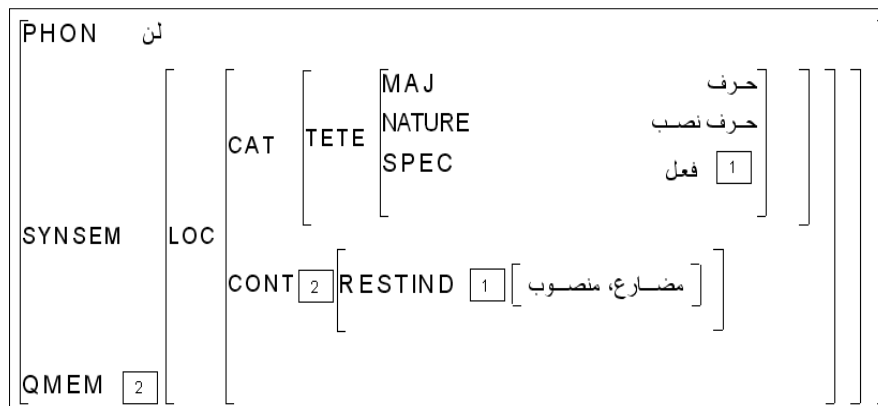 PHON لن
MAJ حرف
NATURE حرف نصب
CAT TETE
SPEC فعل 1
SYNSEM LOC
CONT 2 RESTIND 1 مضارع، منصوب
QMEM 2